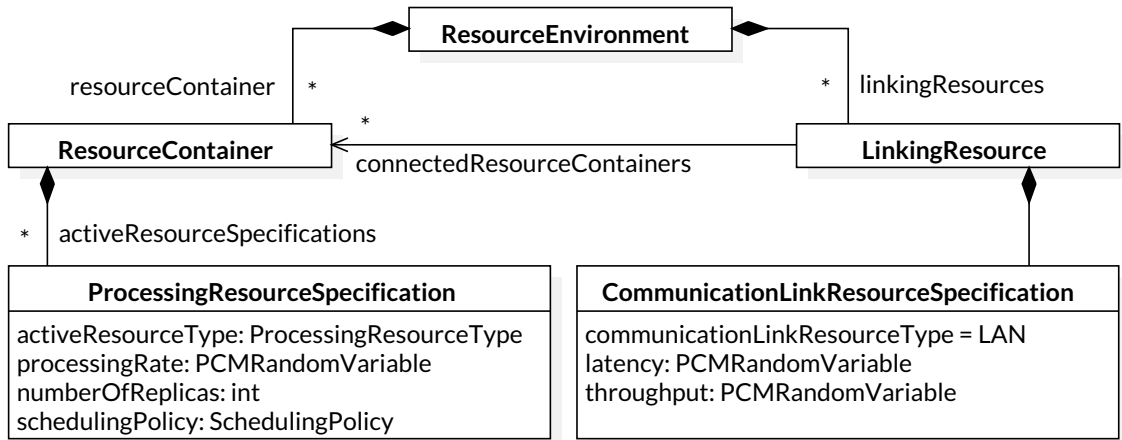 ResourceEnvironment
resourceContainer
*
*
linkingResources
*
ResourceContainer
connectedResourceContainers
LinkingResource
*
activeResourceSpecifications
ProcessingResourceSpecification
activeResourceType: ProcessingResourceType
processingRate: PCMRandomVariable
numberOfReplicas: int
schedulingPolicy: SchedulingPolicy
CommunicationLinkResourceSpecification
communicationLinkResourceType = LAN
latency: PCMRandomVariable
throughput: PCMRandomVariable